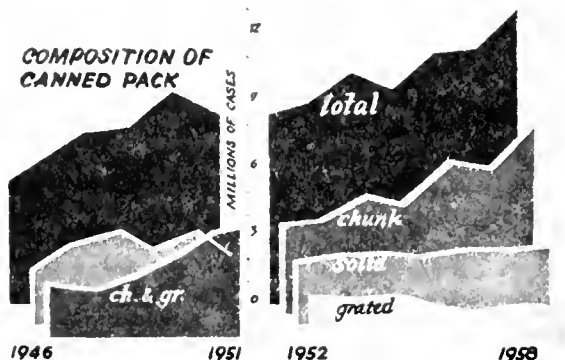 COMPOSITION OF
CANNED PACK
MILLIONS OF CASES
12
9
6
3
0
total
chunk
solid
grated
ch. & gr.
1946
1951
1952
1958